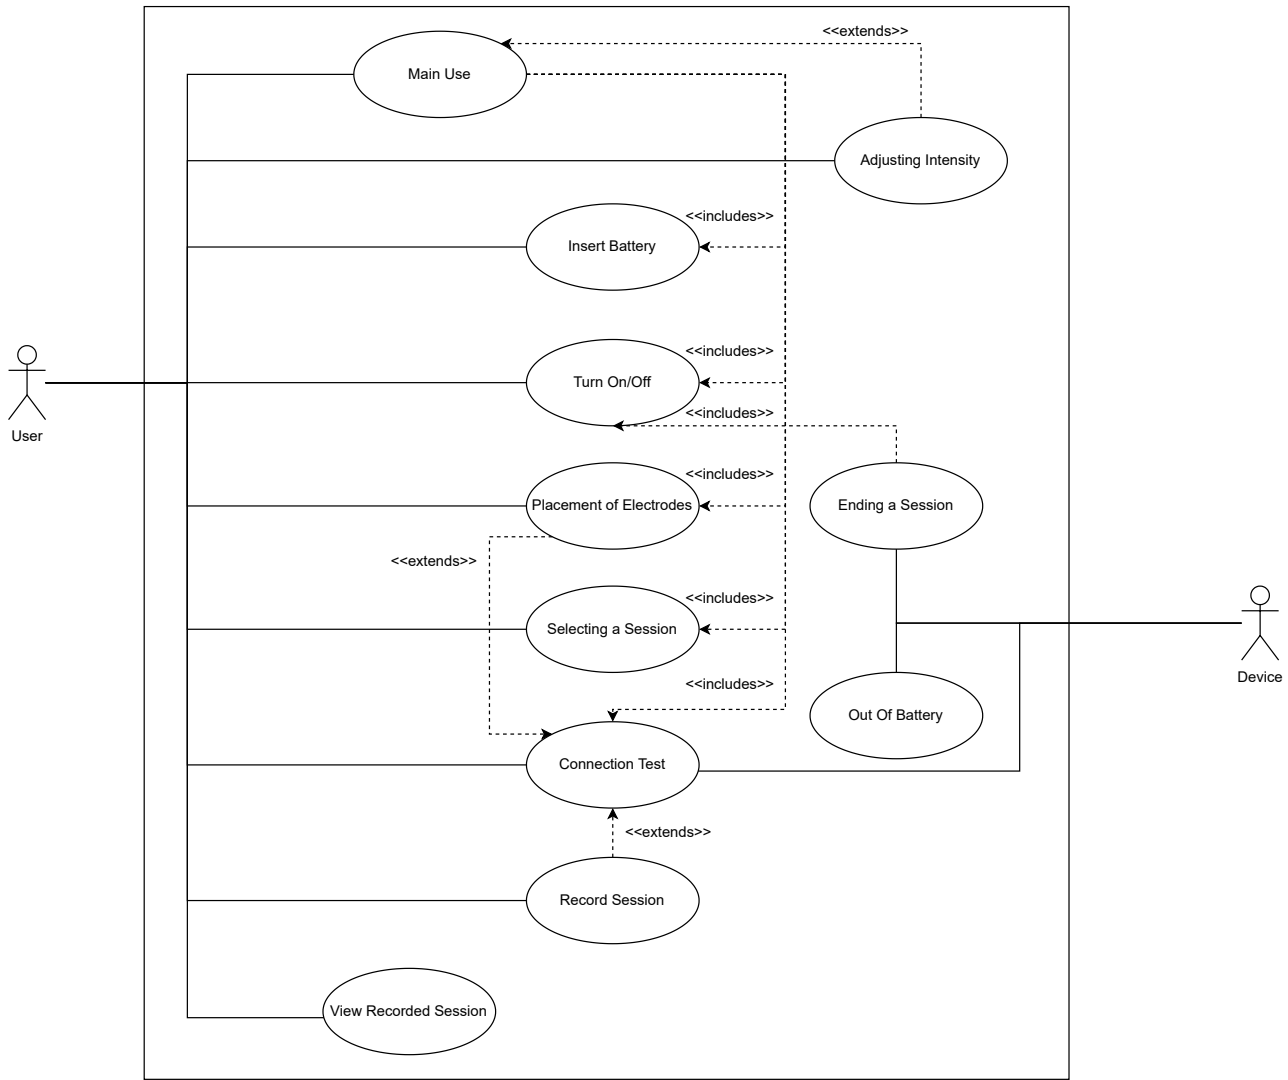 <<extends>>
Main Use
Adjusting Intensity
<<includes>>
Insert Battery
<<includes>>
Turn On/Off
<<includes>>
User
<<includes>>
Placement of Electrodes
Ending a Session
<<extends>>
<<includes>>
Selecting a Session
Device
<<includes>>
Out Of Battery
Connection Test
<<extends>>
Record Session
View Recorded Session